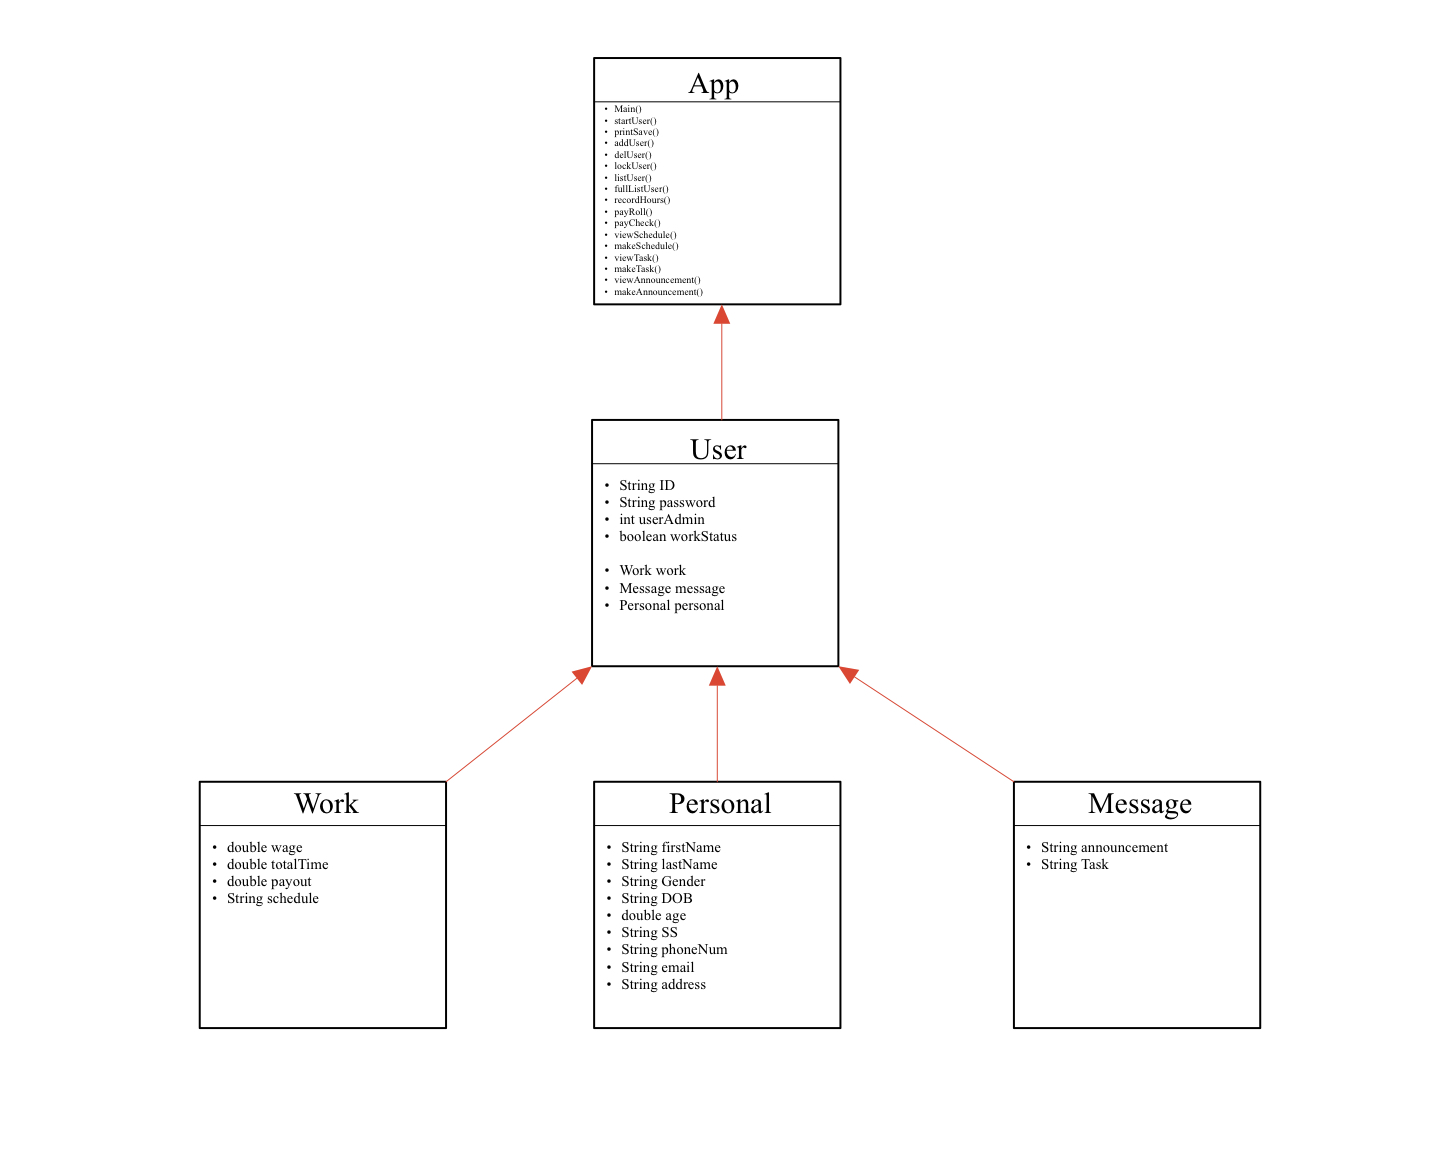 App
• Main()
• startUser()
• printSave()
• addUser()
• delUser()
• lockUser()
• listUser()
• fullListUser()
• recordHours()
• payRoll()
• payCheck()
• viewSchedule()
• makeSchedule()
• viewTask()
• makeTask()
• viewAnnouncement()
• makeAnnouncement()
User
• String ID
• String password
• int userAdmin
• boolean workStatus
• Work work
• Message message
• Personal personal
Work
• double wage
• double totalTime
• double payout
• String schedule
Personal
• String firstName
• String lastName
• String Gender
• String DOB
• double age
• String SS
• String phoneNum
• String email
• String address
Message
• String announcement
• String Task